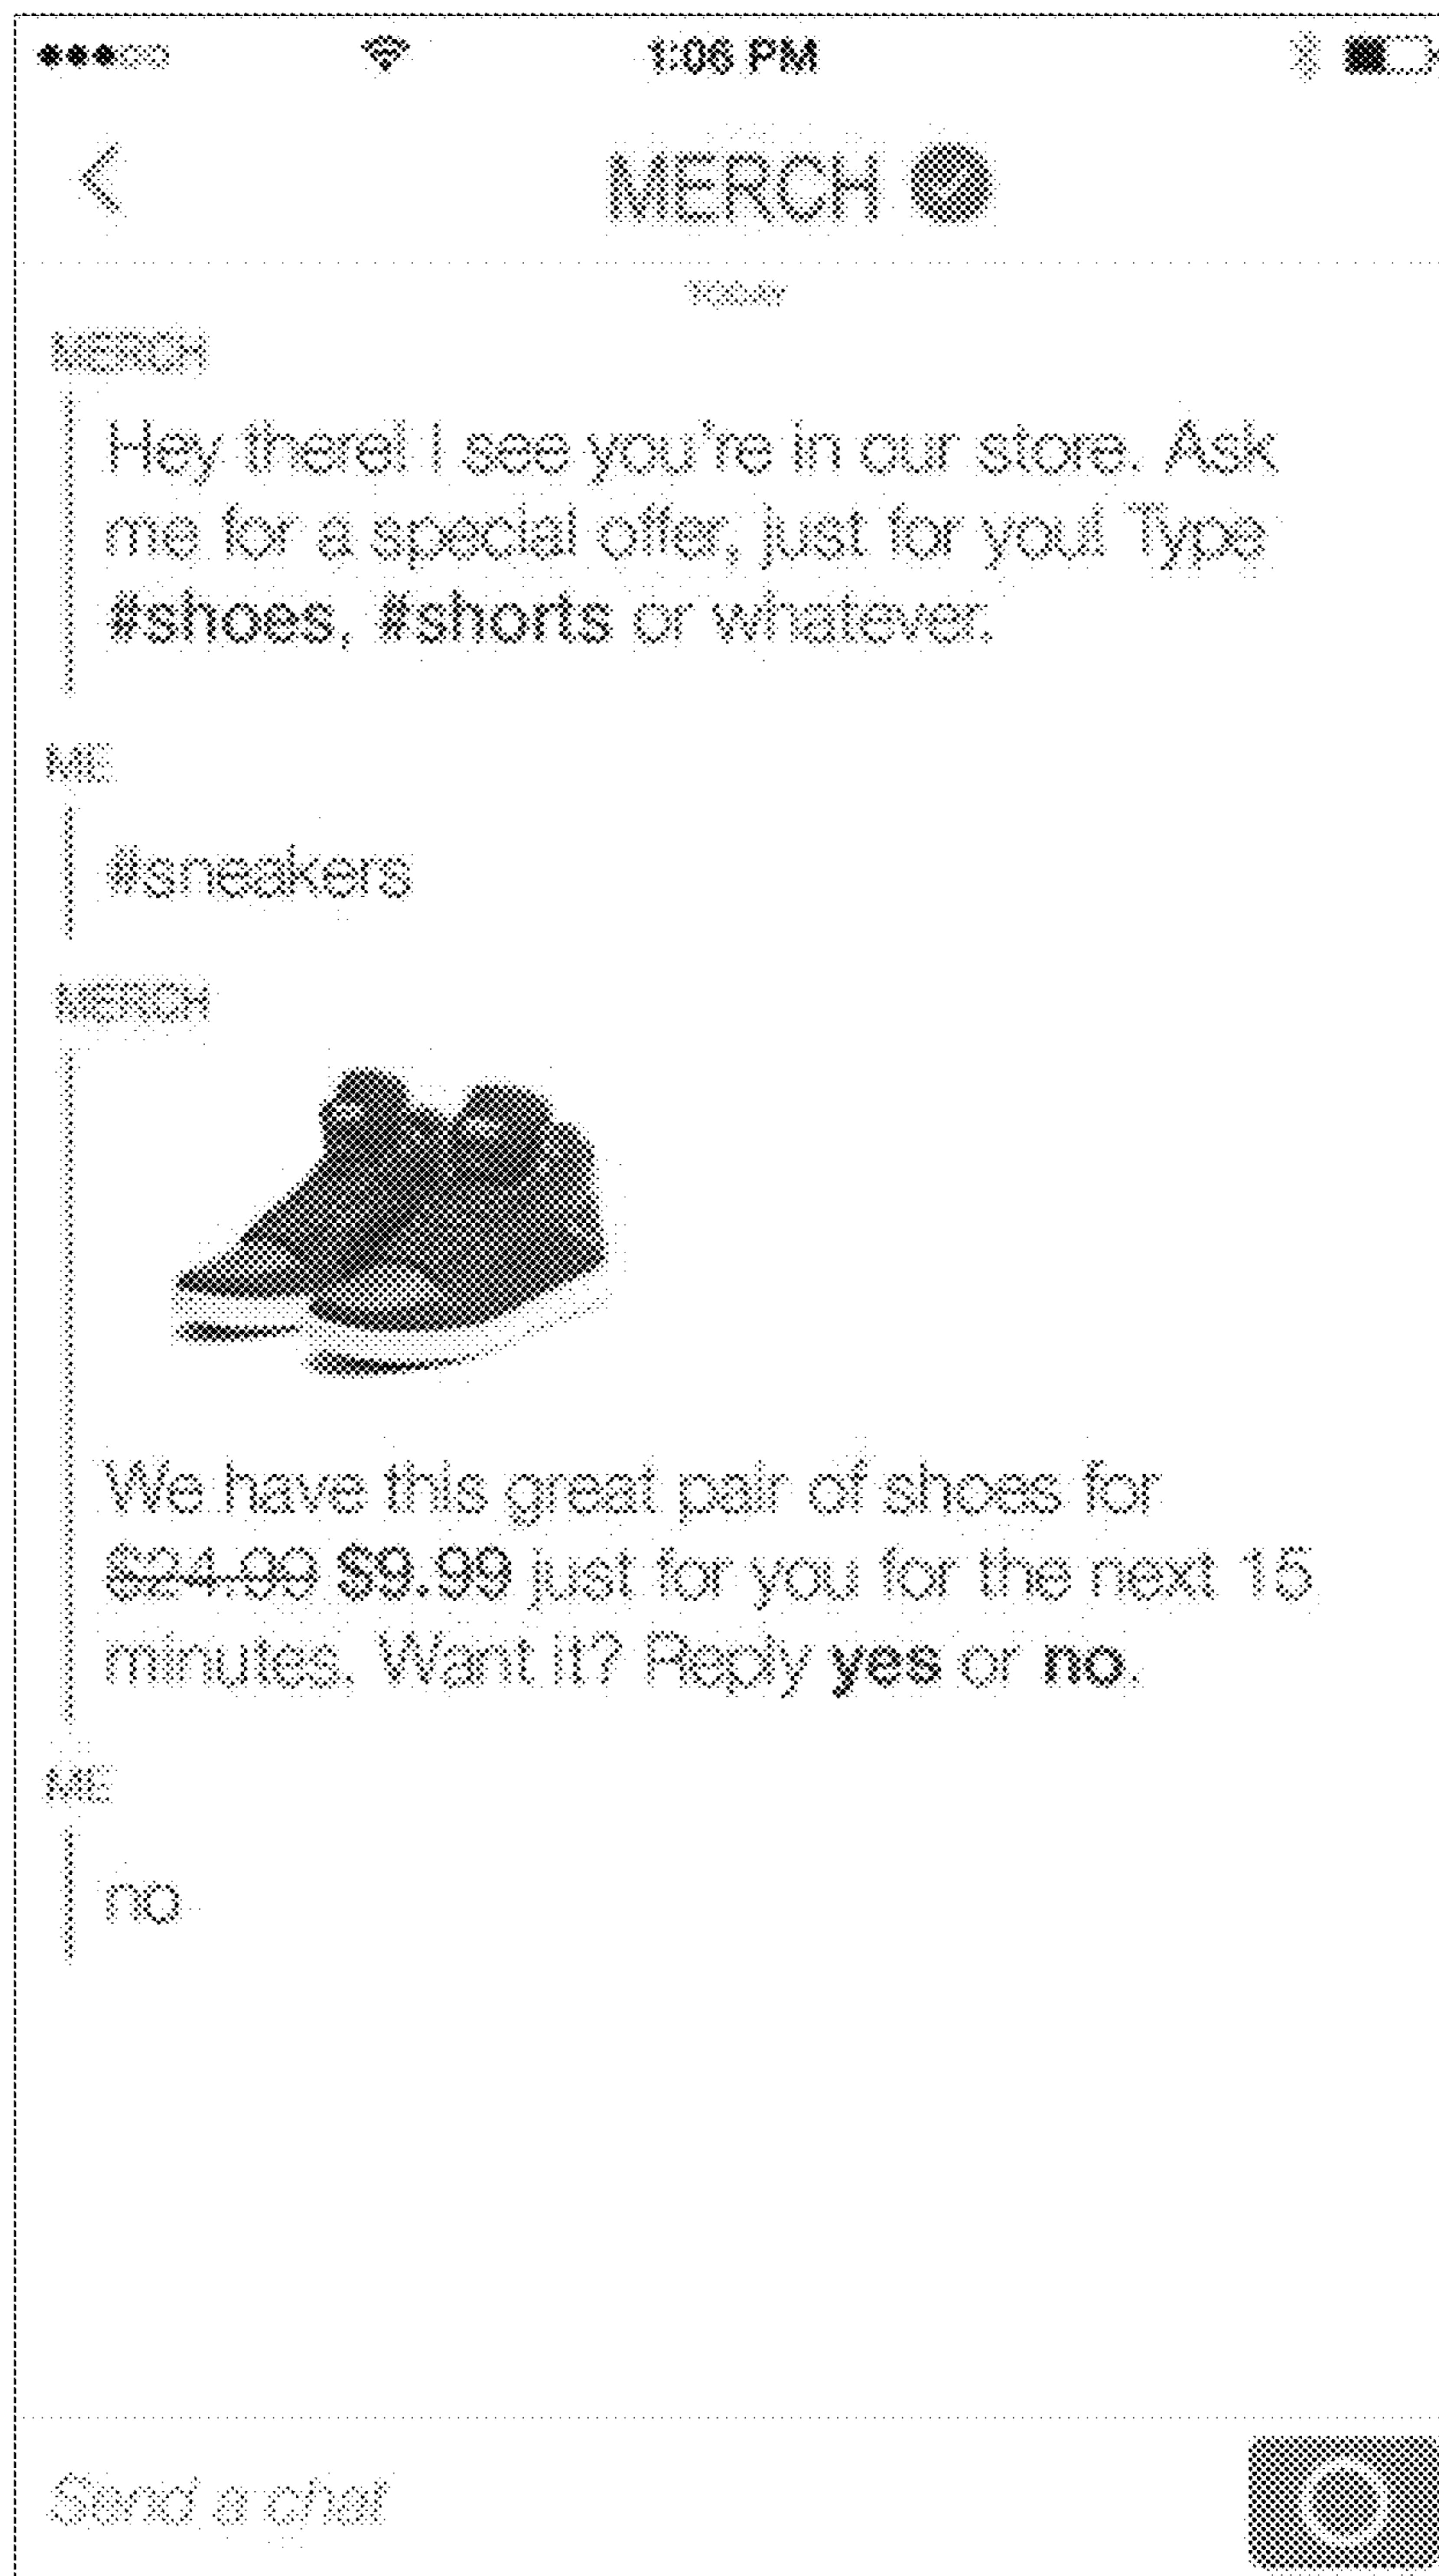 1:06 PM
MERCH
TODAY
MERCH
Hey there! I see you're in our store. Ask
me for a special offer, just for you! Type
#shoes, #shorts or whatever.
ME
#sneakers
MERCH
We have this great pair of shoes for
$24.99 $9.99 just for you for the next 15
minutes. Want it? Reply yes or no.
ME
no
Send a chat